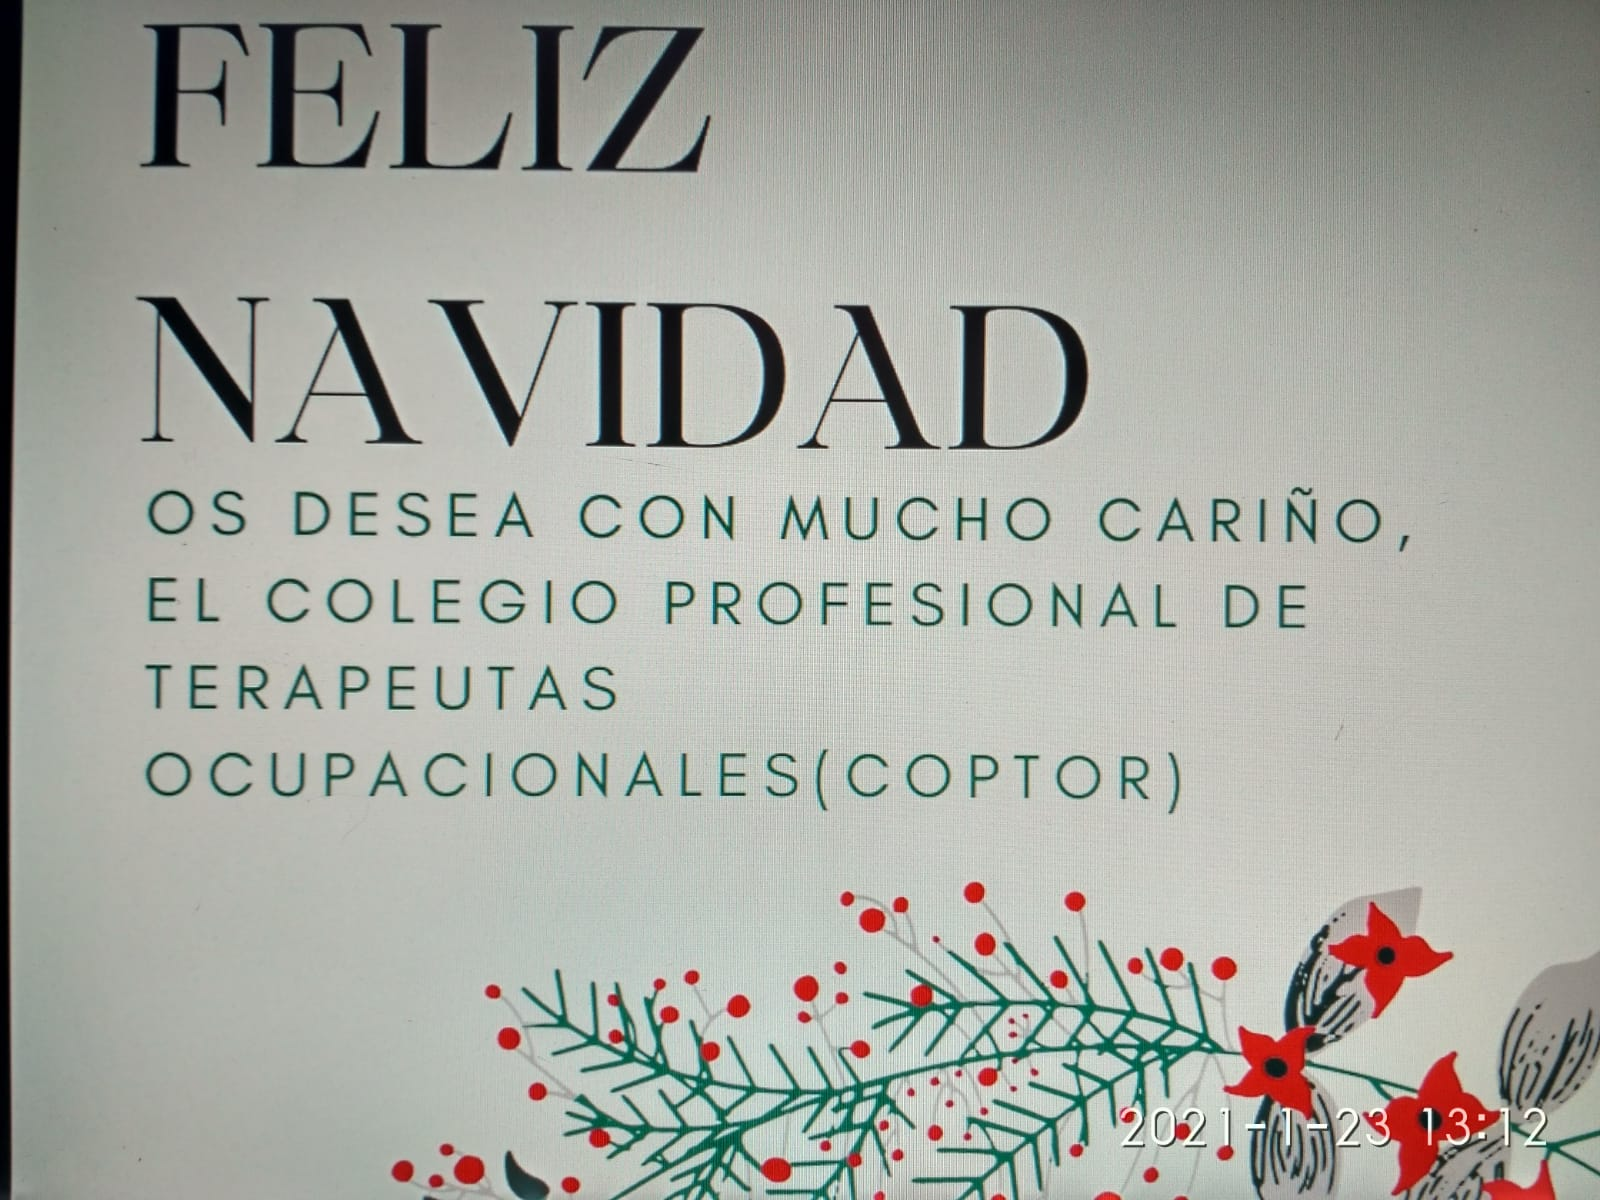 FELIZ
NAVIDAD
OS DESEA CON MUCHO CARIÑO,
EL COLEGIO PROFESIONAL DE
TERAPEUTAS
OCUPACIONALES(COPTOR)
2021-1-23 13:12